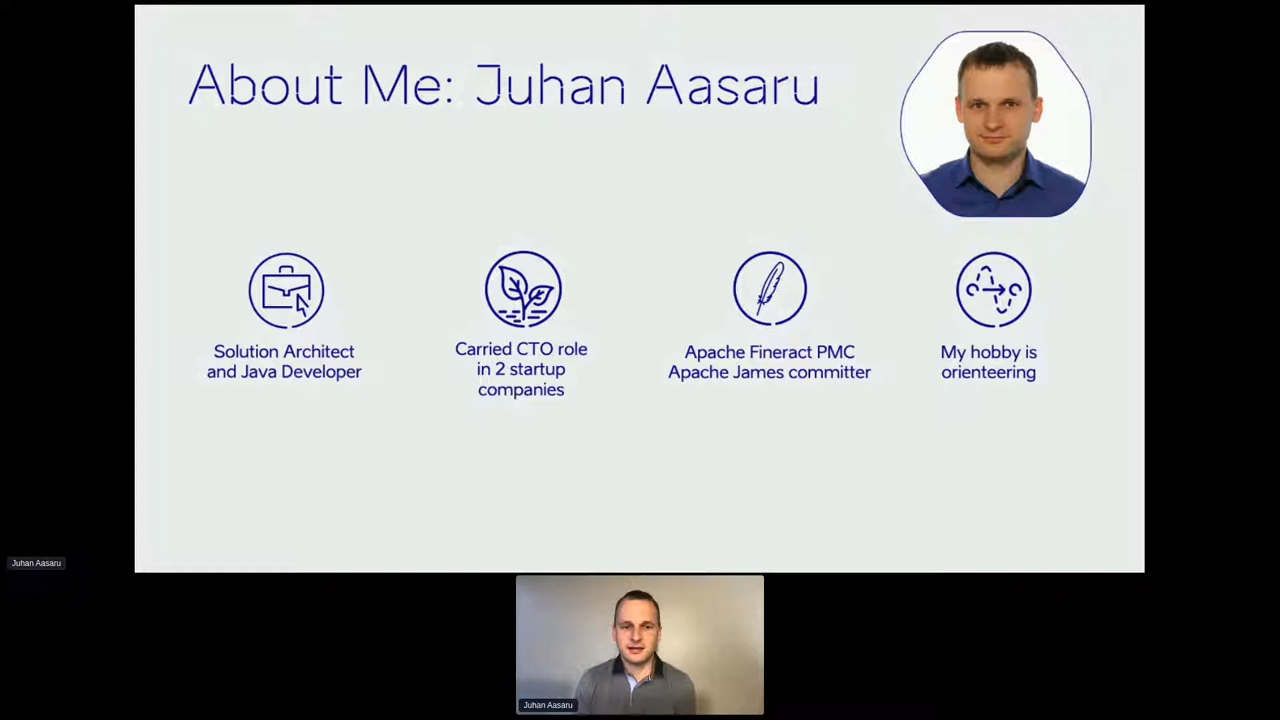 About Me: Juhan Aasaru
Solution Architect
and Java Developer
Carried CTO role
in 2 startup
companies
Apache Fineract PMC
Apache James committer
My hobby is
orienteering
Juhan Aasaru
Juhan Aasaru